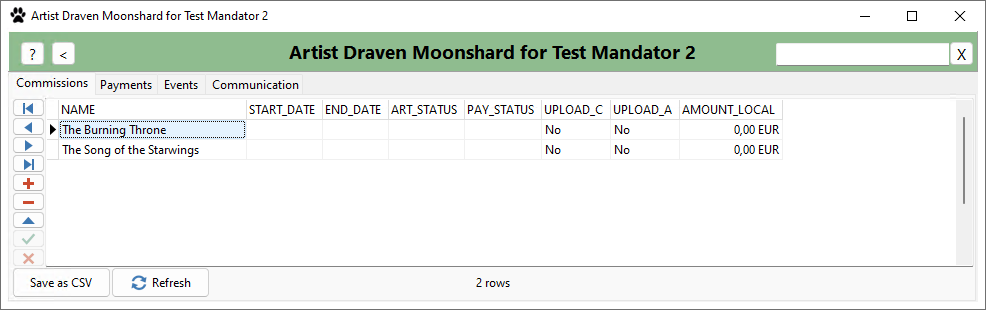 Artist Draven Moonshard for Test Mandator 2
? < Artist Draven Moonshard for Test Mandator 2 X
Commissions Payments Events Communication
NAME START_DATE END_DATE ART_STATUS PAY_STATUS UPLOAD_C UPLOAD_A AMOUNT_LOCAL
The Burning Throne No No 0,00 EUR
The Song of the Starwings No No 0,00 EUR
Save as CSV Refresh 2 rows